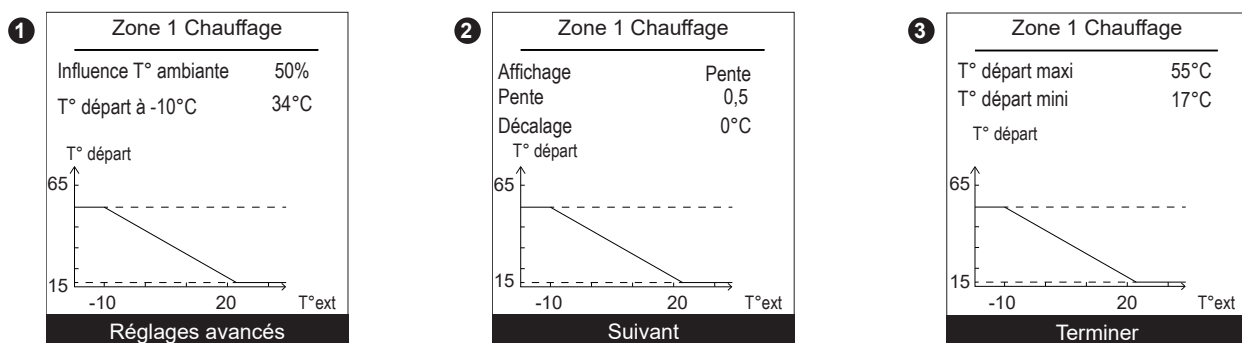 1
Zone 1 Chauffage
Influence T° ambiante 50%
T° départ à -10°C 34°C
T° départ
65
15
-10 20 T°ext
Réglages avancés
2
Zone 1 Chauffage
Affichage Pente
Pente 0,5
Décalage 0°C
T° départ
65
15
-10 20 T°ext
Suivant
3
Zone 1 Chauffage
T° départ maxi 55°C
T° départ mini 17°C
T° départ
65
15
-10 20 T°ext
Terminer